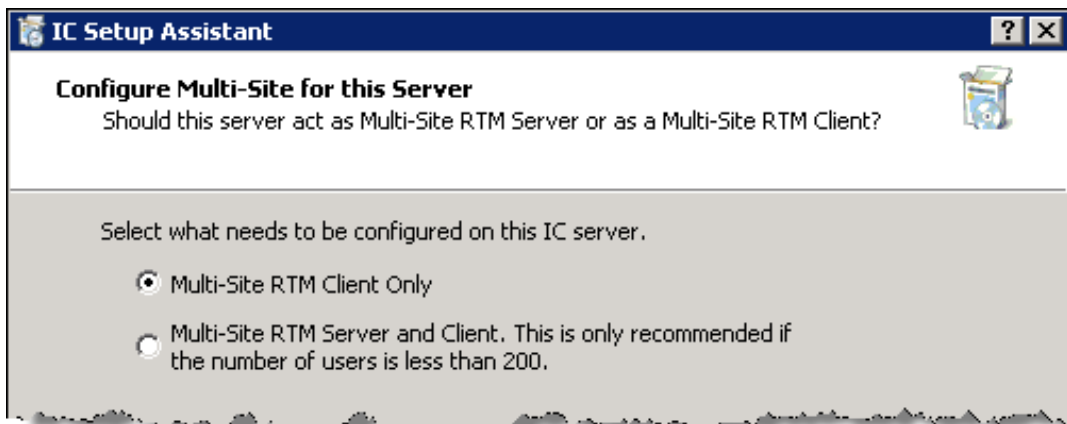 IC Setup Assistant
Configure Multi-Site for this Server
Should this server act as Multi-Site RTM Server or as a Multi-Site RTM Client?
Select what needs to be configured on this IC server.
Multi-Site RTM Client Only
Multi-Site RTM Server and Client. This is only recommended if
the number of users is less than 200.